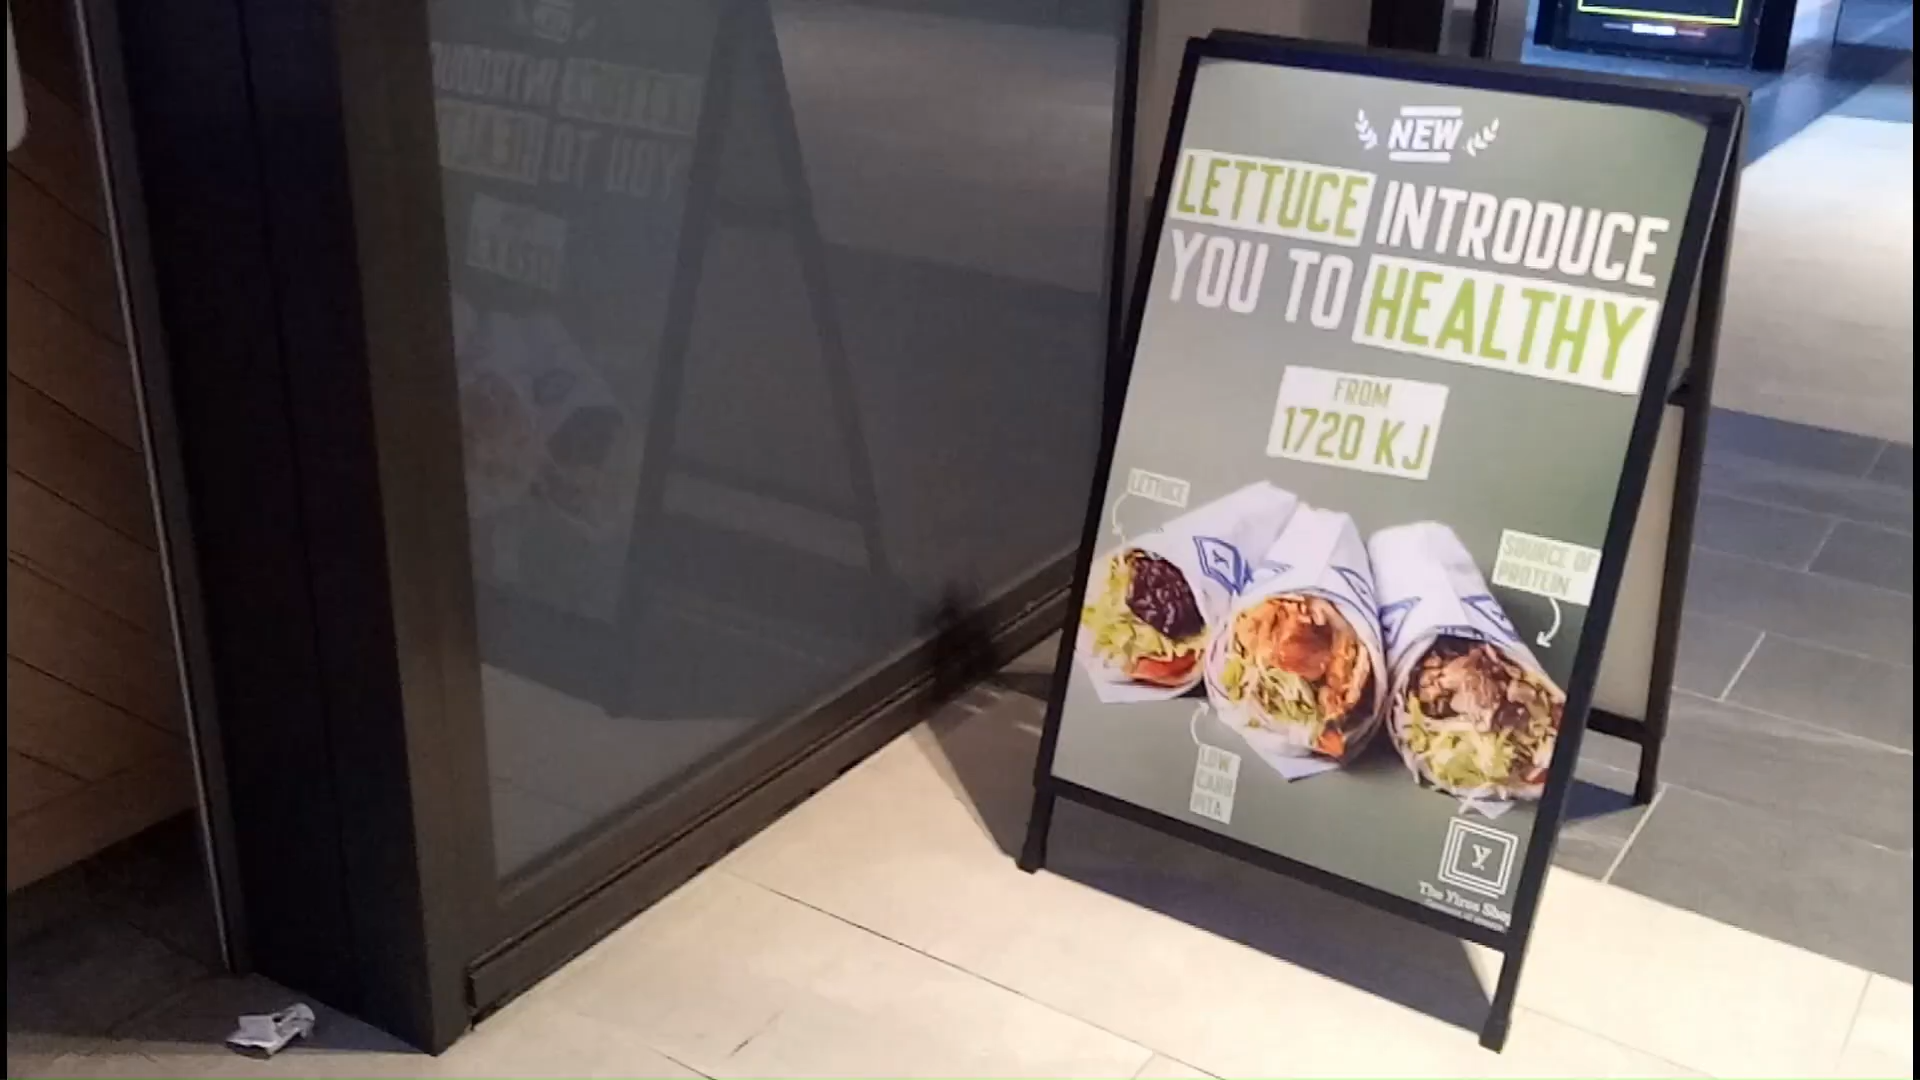 NEW
LETTUCE INTRODUCE
YOU TO HEALTHY
FROM
1720 KJ
LETTUCE
SOURCE OF
PROTEIN
LOW
CARB
PITA
Y
The Yiros Shop